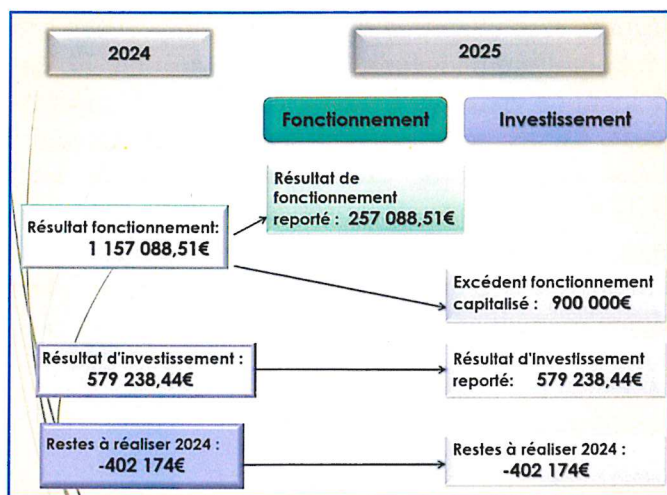 2024
2025
Fonctionnement
Investissement
Résultat de
fonctionnement
reporté : 257 088,51€
Résultat fonctionnement:
1 157 088,51€
Excédent fonctionnement
capitalisé : 900 000€
Résultat d'investissement :
579 238,44€
Résultat d'Investissement
reporté: 579 238,44€
Restes à réaliser 2024 :
-402 174€
Restes à réaliser 2024 :
-402 174€